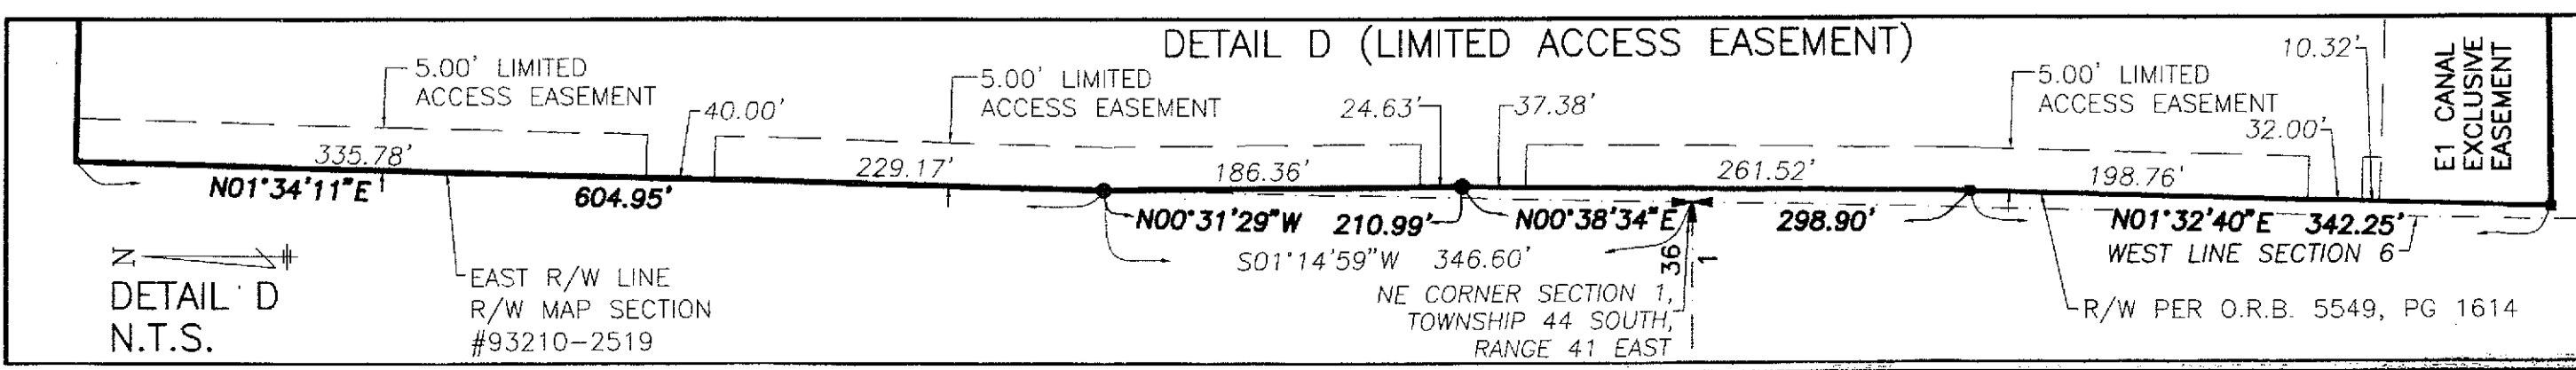 DETAIL D (LIMITED ACCESS EASEMENT)
5.00' LIMITED
ACCESS EASEMENT
40.00'
5.00' LIMITED
ACCESS EASEMENT
24.63'
37.38'
5.00' LIMITED
ACCESS EASEMENT
32.00'
10.32'
E1 CANAL
EXCLUSIVE
EASEMENT
335.78'
229.17'
186.36'
261.52'
198.76'
N01°34'11"E
604.95'
N00°31'29"W 210.99'
N00°38'34"E
298.90'
N01°32'40"E 342.25'
S01°14'59"W 346.60'
WEST LINE SECTION 6
36
1
N
DETAIL D
N.T.S.
EAST R/W LINE
R/W MAP SECTION
#93210-2519
NE CORNER SECTION 1,
TOWNSHIP 44 SOUTH,
RANGE 41 EAST
R/W PER O.R.B. 5549, PG 1614